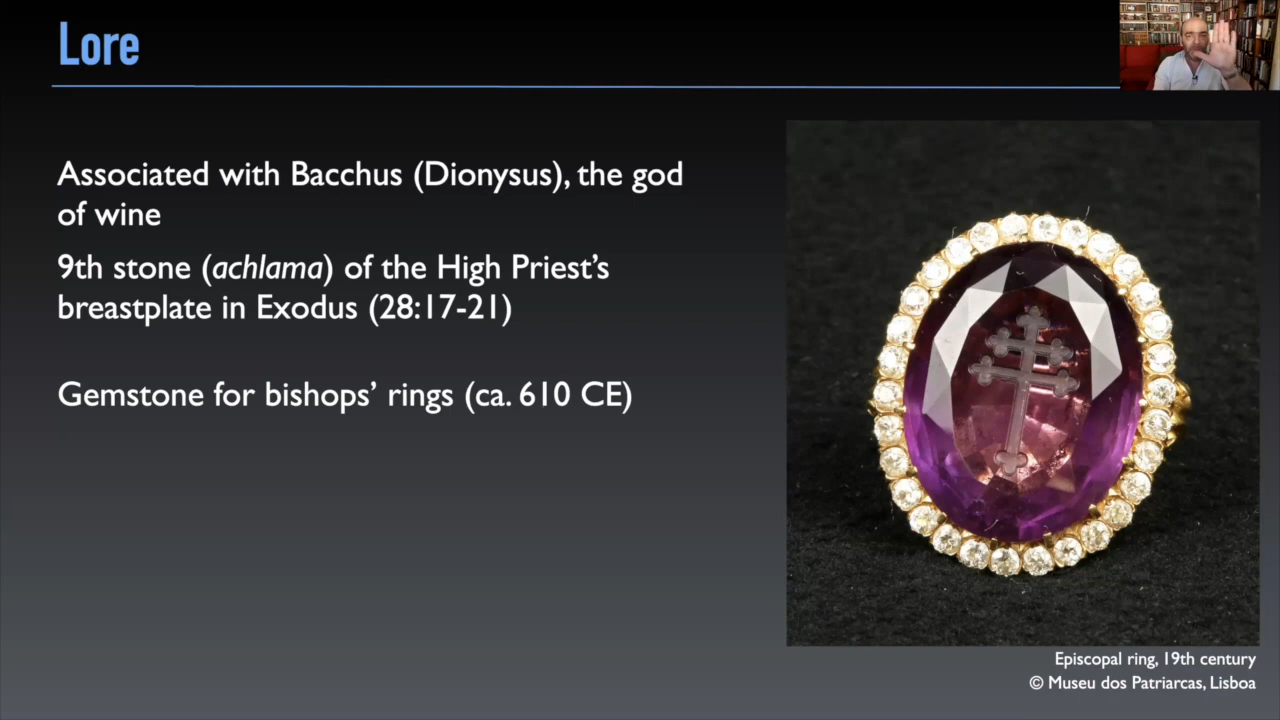 Lore
Associated with Bacchus (Dionysus), the god
of wine
9th stone (achlama) of the High Priest’s
breastplate in Exodus (28:17-21)
Gemstone for bishops’ rings (ca. 610 CE)
Episcopal ring, 19th century
© Museu dos Patriarcas, Lisboa